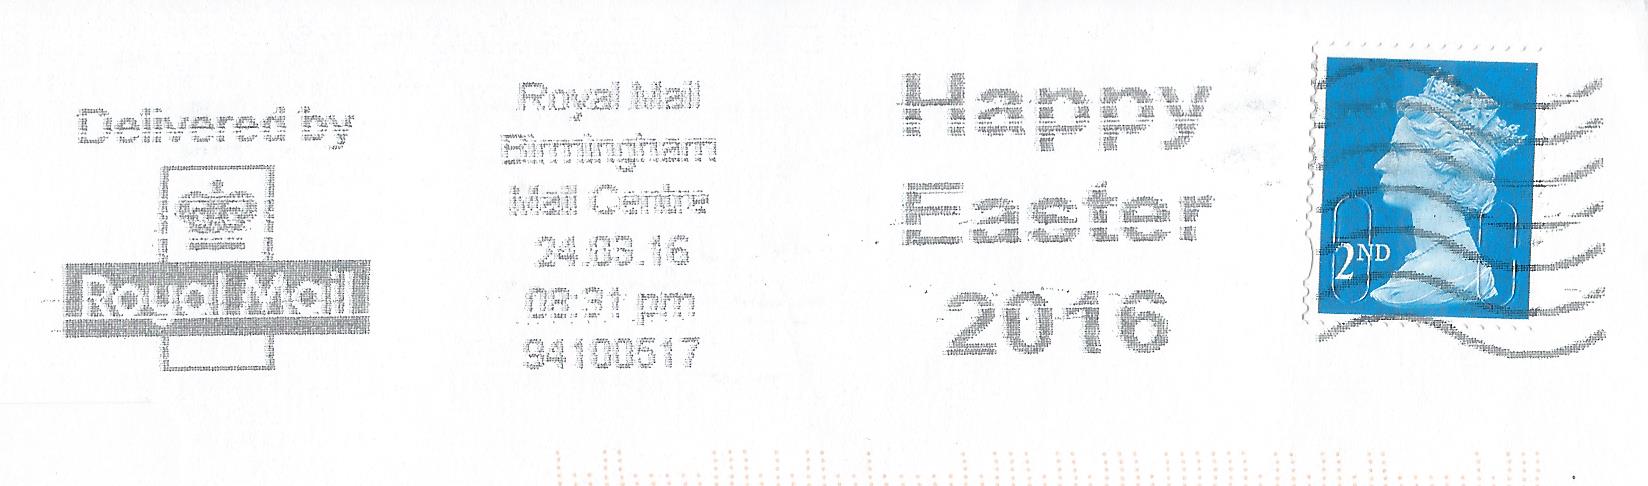 Delivered by
Royal Mail
Royal Mail
Birmingham
Mail Centre
24.03.16
08:31 pm
94100517
Happy
Easter
2016
2ND